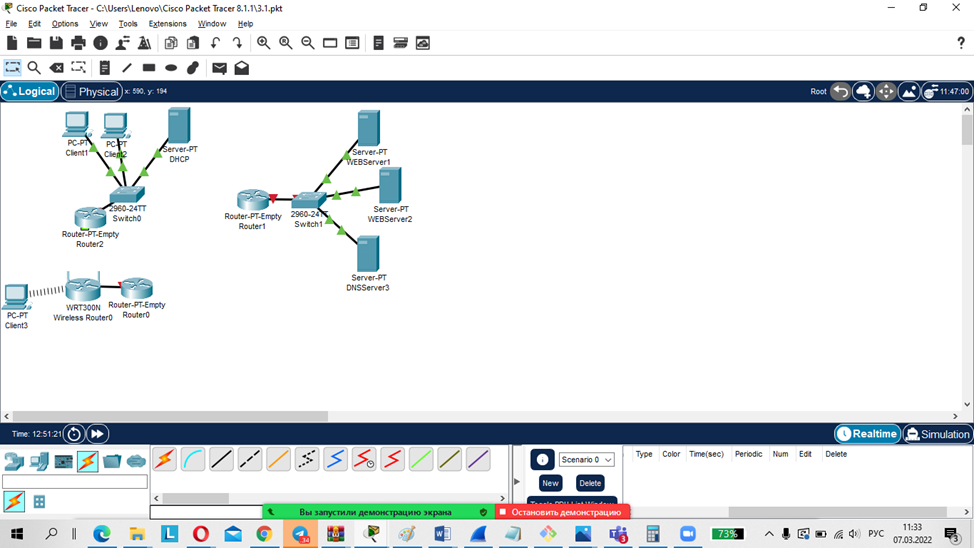 Cisco Packet Tracer - C:\Users\Lenovo\Cisco Packet Tracer 8.1.1\3.1.pkt
File Edit Options View Tools Extensions Window Help
Logical Physical x: 590, y: 194 Root 11:47:00
PC-PT
Client1
PC-PT
Client2
Server-PT
DHCP
2960-24TT
Switch0
Router-PT-Empty
Router2
Server-PT
WEBServer1
Router-PT-Empty
Router1
2960-24TT
Switch1
Server-PT
WEBServer2
Server-PT
DNSServer3
PC-PT
Client3
WRT300N
Wireless Router0
Router-PT-Empty
Router0
Time: 12:51:21 Realtime Simulation
Scenario 0
New Delete
Type Color Time(sec) Periodic Num Edit Delete
Вы запустили демонстрацию экрана Остановить демонстрацию
73% РУС 11:33
07.03.2022